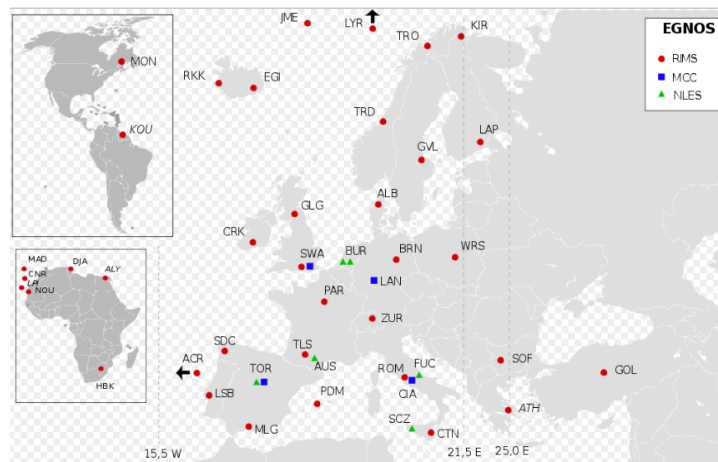 JME
LYR
TRO
KIR
EGNOS
RIMS
MCC
NLES
MON
KOU
RKK
EGI
TRD
LAP
GVL
ALB
GLG
CRK
SWA
BUR
BRN
WRS
LAN
PAR
ZUR
MAD
DJA
ALY
CNR
LPI
NOU
HBK
SDC
TLS
AUS
ACR
TOR
LSB
PDM
MLG
ROM
FUC
CIA
SCZ
CTN
SOF
GOL
ATH
15,5 W
21,5 E
25,0 E